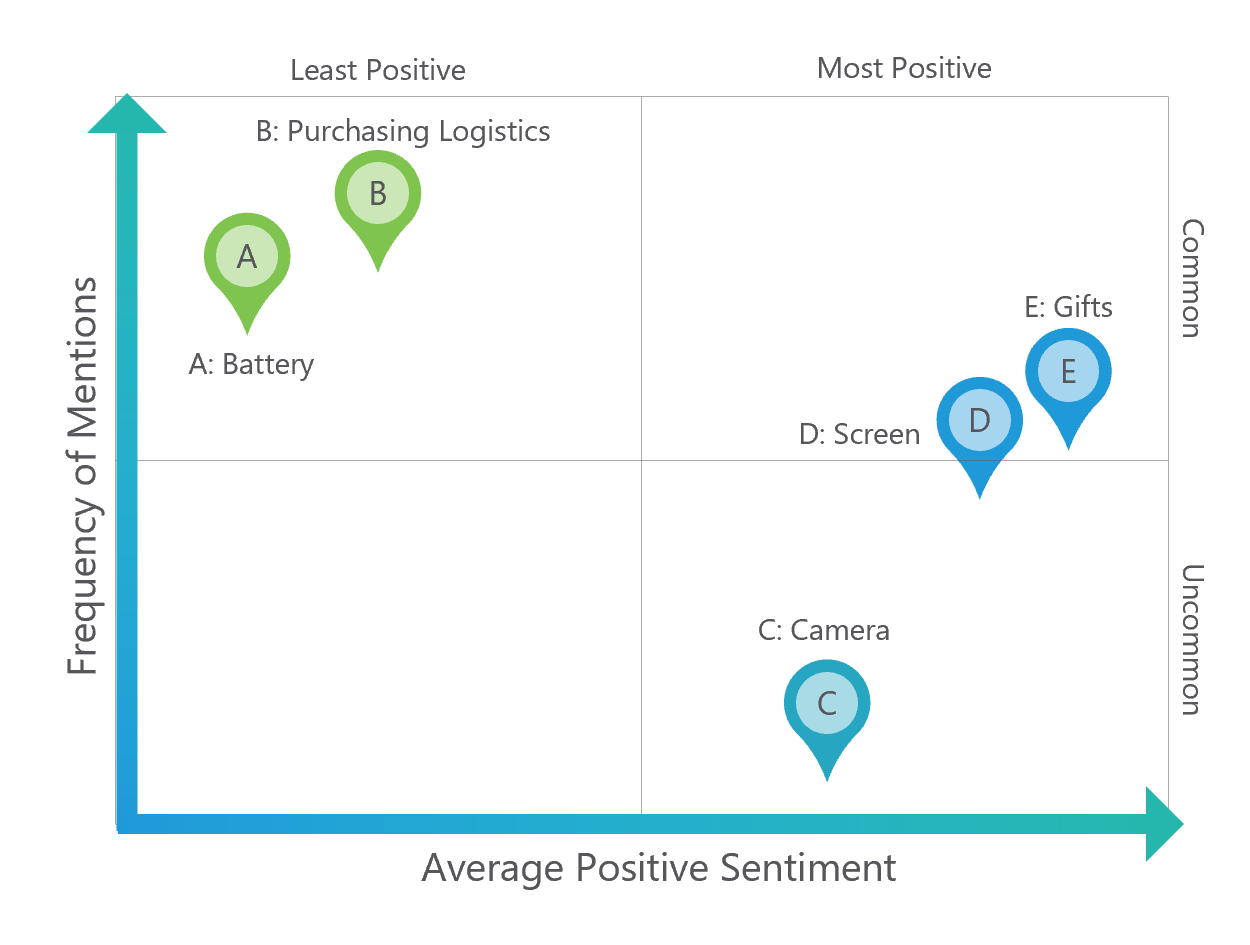 Least Positive
Most Positive
B: Purchasing Logistics
B
A
A: Battery
Common
E: Gifts
E
D
D: Screen
Frequency of Mentions
Uncommon
C: Camera
C
Average Positive Sentiment